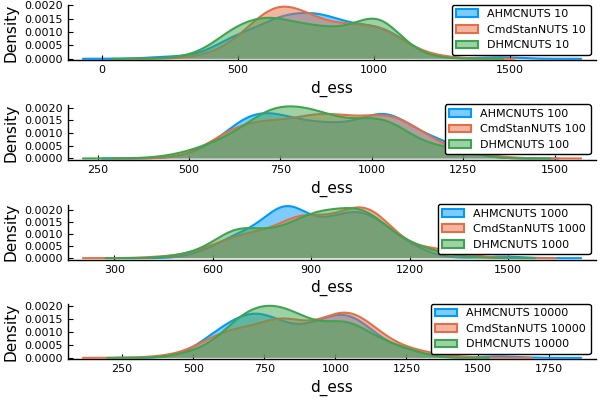 0.0020
0.0015
0.0010
0.0005
0.0000
Density
AHMCNUTS 10
CmdStanNUTS 10
DHMCNUTS 10
0 500 1000 1500
d_ess
0.0020
0.0015
0.0010
0.0005
0.0000
Density
AHMCNUTS 100
CmdStanNUTS 100
DHMCNUTS 100
250 500 750 1000 1250 1500
d_ess
0.0020
0.0015
0.0010
0.0005
0.0000
Density
AHMCNUTS 1000
CmdStanNUTS 1000
DHMCNUTS 1000
300 600 900 1200 1500
d_ess
0.0020
0.0015
0.0010
0.0005
0.0000
Density
AHMCNUTS 10000
CmdStanNUTS 10000
DHMCNUTS 10000
250 500 750 1000 1250 1500 1750
d_ess